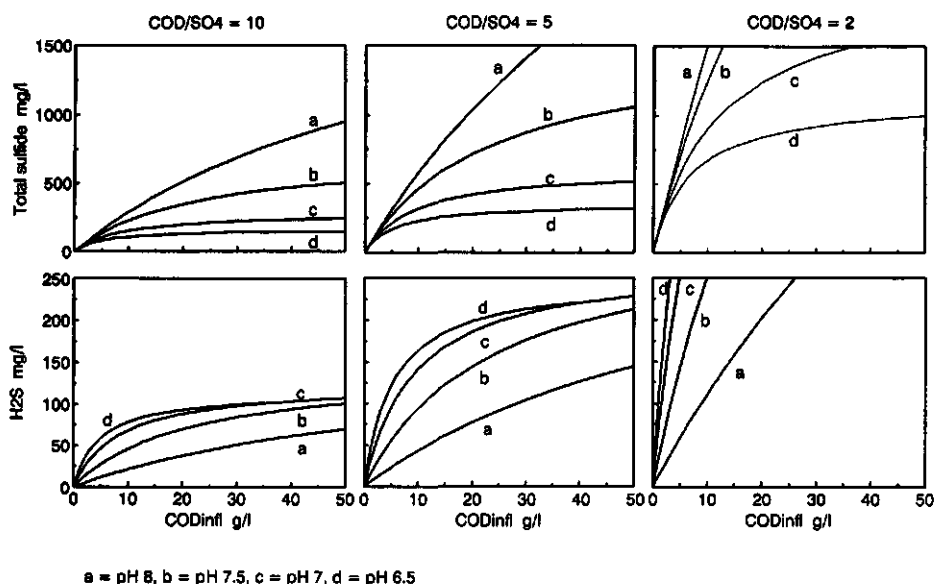 COD/SO4 = 10
COD/SO4 = 5
COD/SO4 = 2
Total sulfide mg/l
1500
1000
500
250
0
a
b
c
d
a
b
c
d
a
b
c
d
H2S mg/l
250
200
150
100
50
0
d
c
b
a
d
c
b
a
d
c
b
a
0 10 20 30 40 50
0 10 20 30 40 50
0 10 20 30 40 50
CODinfl g/l
CODinfl g/l
CODinfl g/l
a = pH 8, b = pH 7.5, c = pH 7, d = pH 6.5